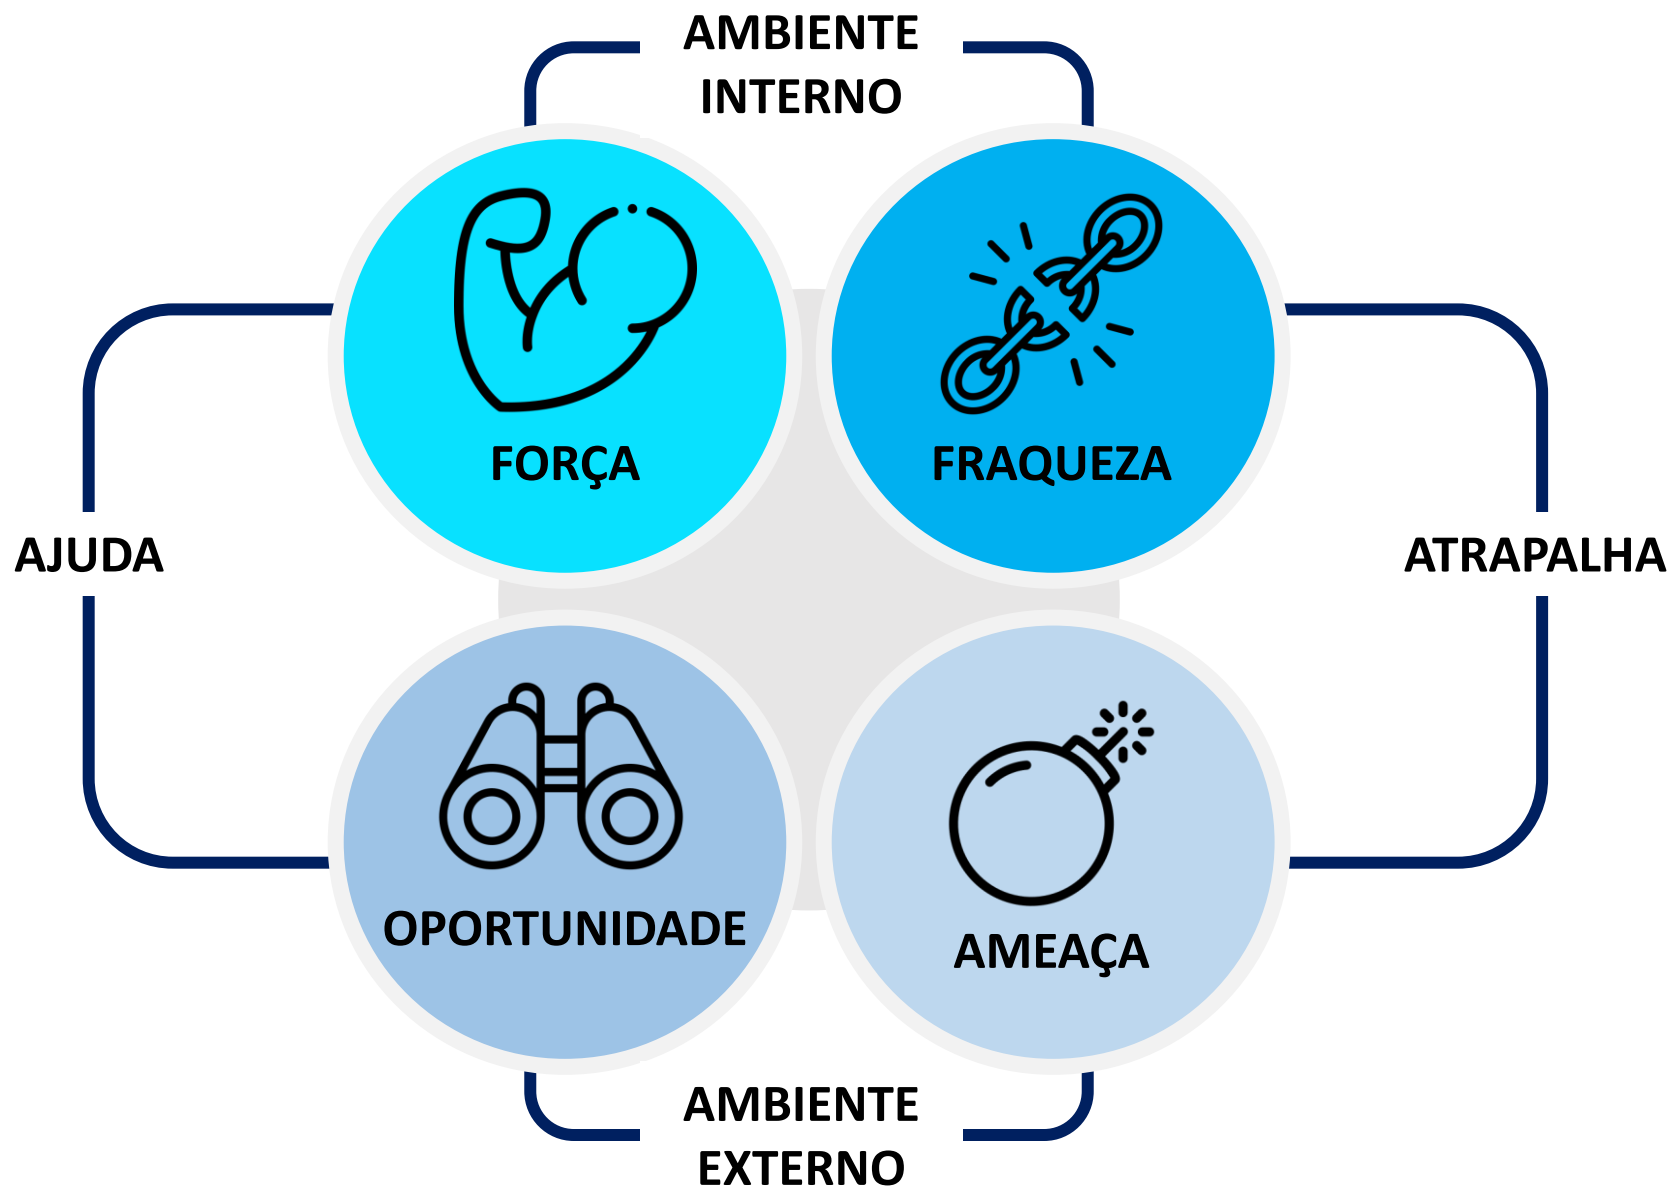 AMBIENTE
INTERNO
FORÇA
FRAQUEZA
AJUDA
ATRAPALHA
OPORTUNIDADE
AMEAÇA
AMBIENTE
EXTERNO